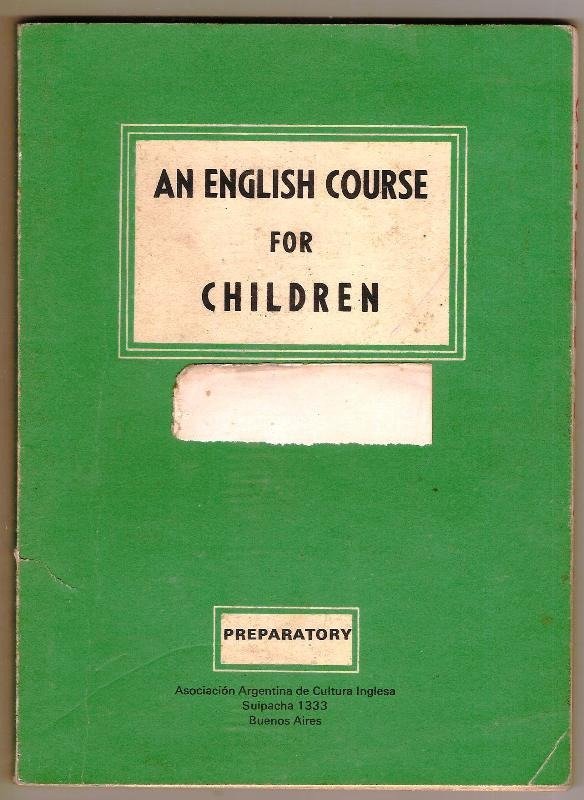 AN ENGLISH COURSE
FOR
CHILDREN
PREPARATORY
Asociación Argentina de Cultura Inglesa
Suipacha 1333
Buenos Aires